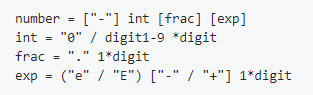 number = ["-"] int [frac] [exp]
int = "0" / digit1-9 *digit
frac = "." 1*digit
exp = ("e" / "E") ["-" / "+"] 1*digit